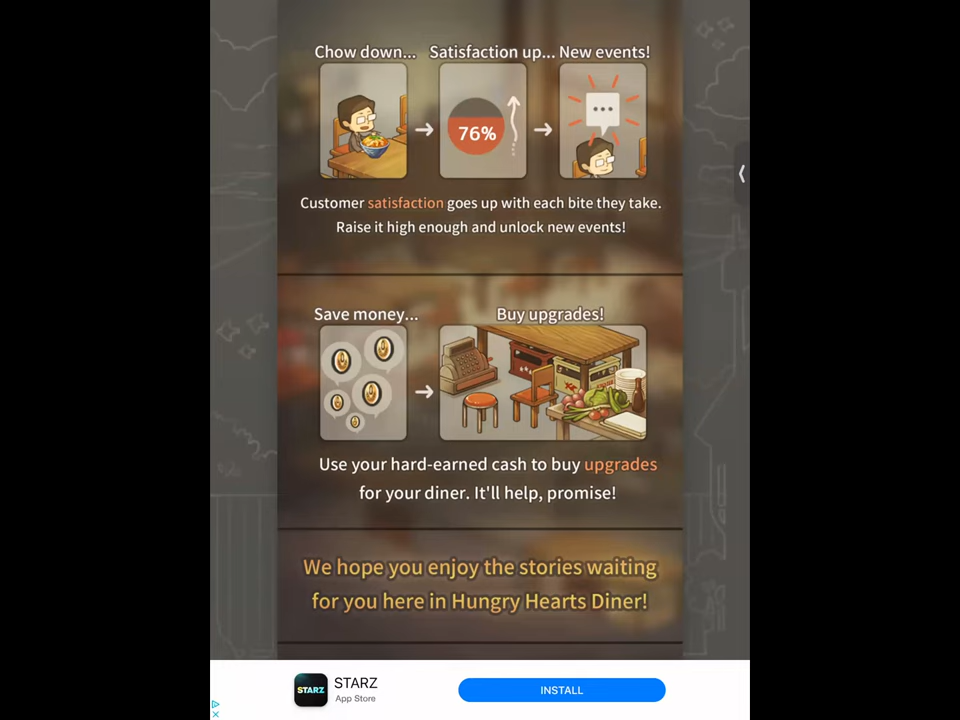 Chow down... Satisfaction up... New events!
76%
Customer satisfaction goes up with each bite they take.
Raise it high enough and unlock new events!
Save money... Buy upgrades!
Use your hard-earned cash to buy upgrades
for your diner. It'll help, promise!
We hope you enjoy the stories waiting
for you here in Hungry Hearts Diner!
STARZ
STARZ
App Store
INSTALL